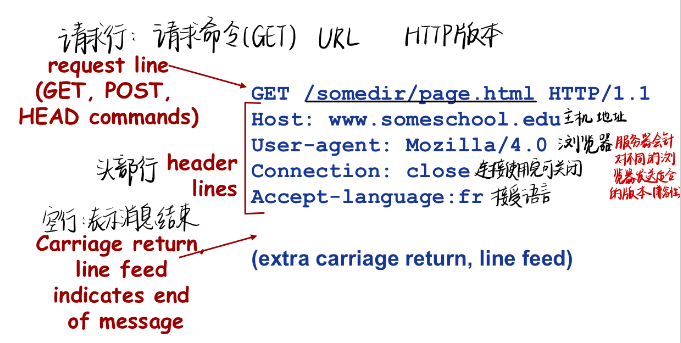 请求行：请求命令(GET) URL HTTP版本
request line
(GET, POST,
HEAD commands)
GET /somedir/page.html HTTP/1.1
Host: www.someschool.edu 主机地址
User-agent: Mozilla/4.0 浏览器
Connection: close 连接使用完可关闭
Accept-language:fr 接受语言
服务器会针
对不同的浏
览器发送
的版本
头部行 header
lines
空行：表示消息结束
Carriage return,
line feed
indicates end
of message
(extra carriage return, line feed)